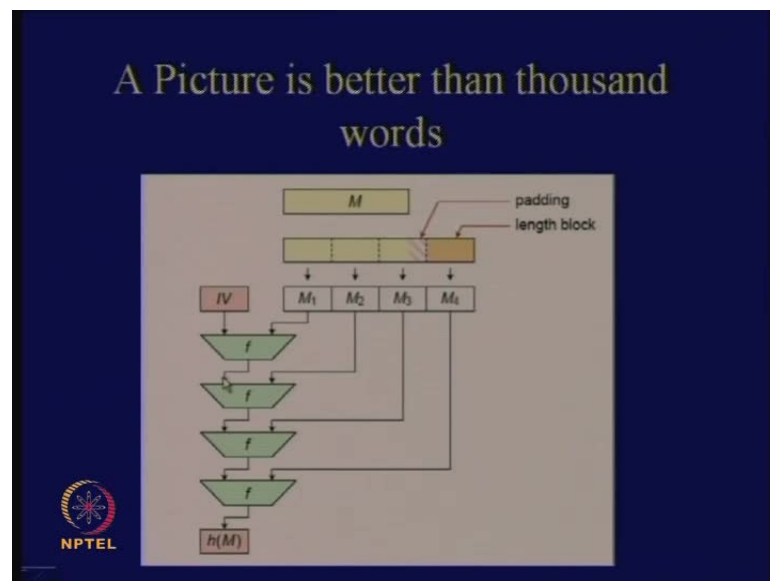 A Picture is better than thousand
words
M
padding
length block
IV
M1 M2 M3 M4
f
f
f
f
h(M)
NPTEL